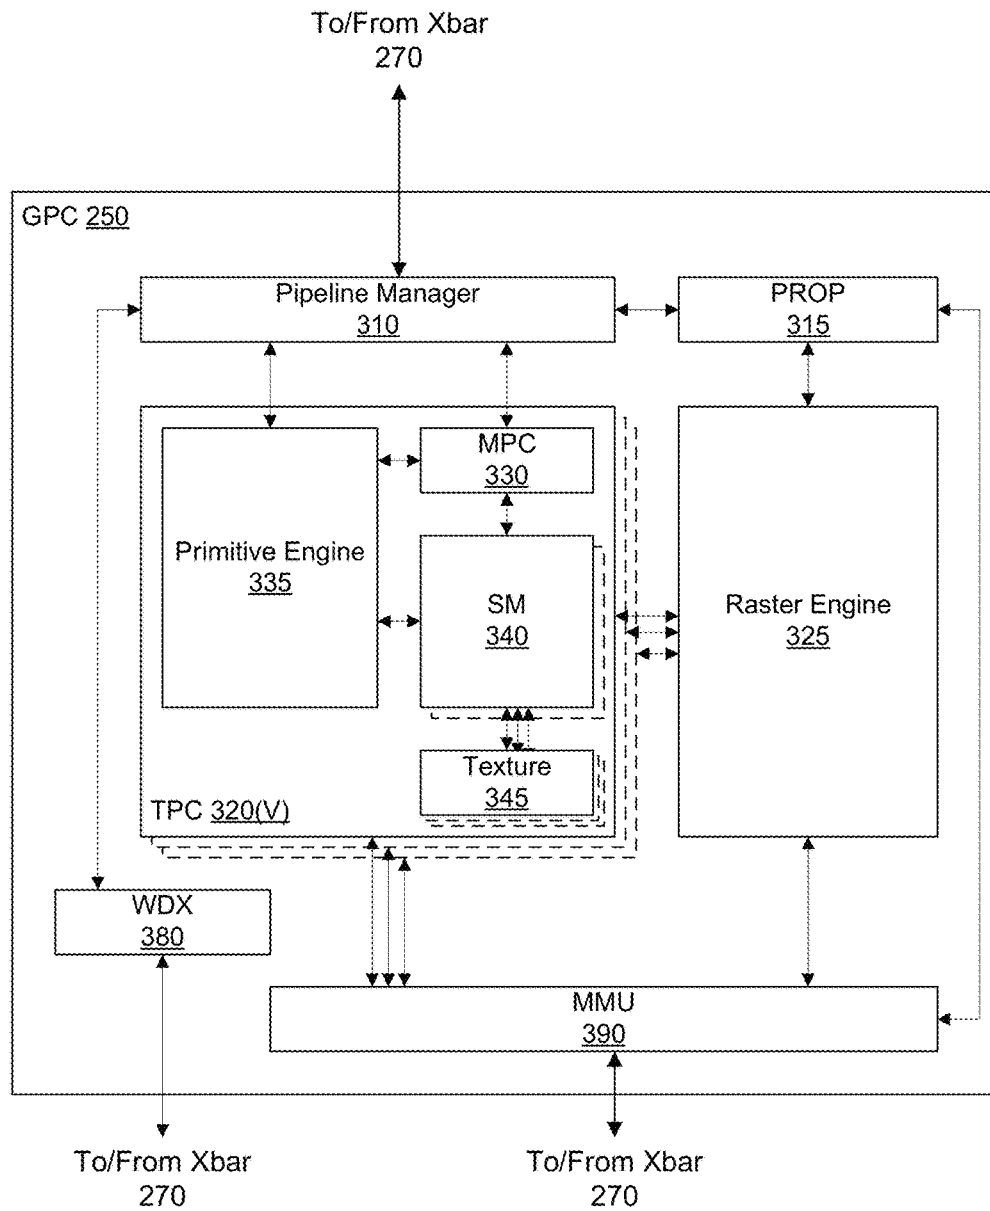 To/From Xbar
270
GPC 250
Pipeline Manager
310
PROP
315
MPC
330
Primitive Engine
335
SM
340
Raster Engine
325
Texture
345
TPC 320(V)
WDX
380
MMU
390
To/From Xbar
270
To/From Xbar
270